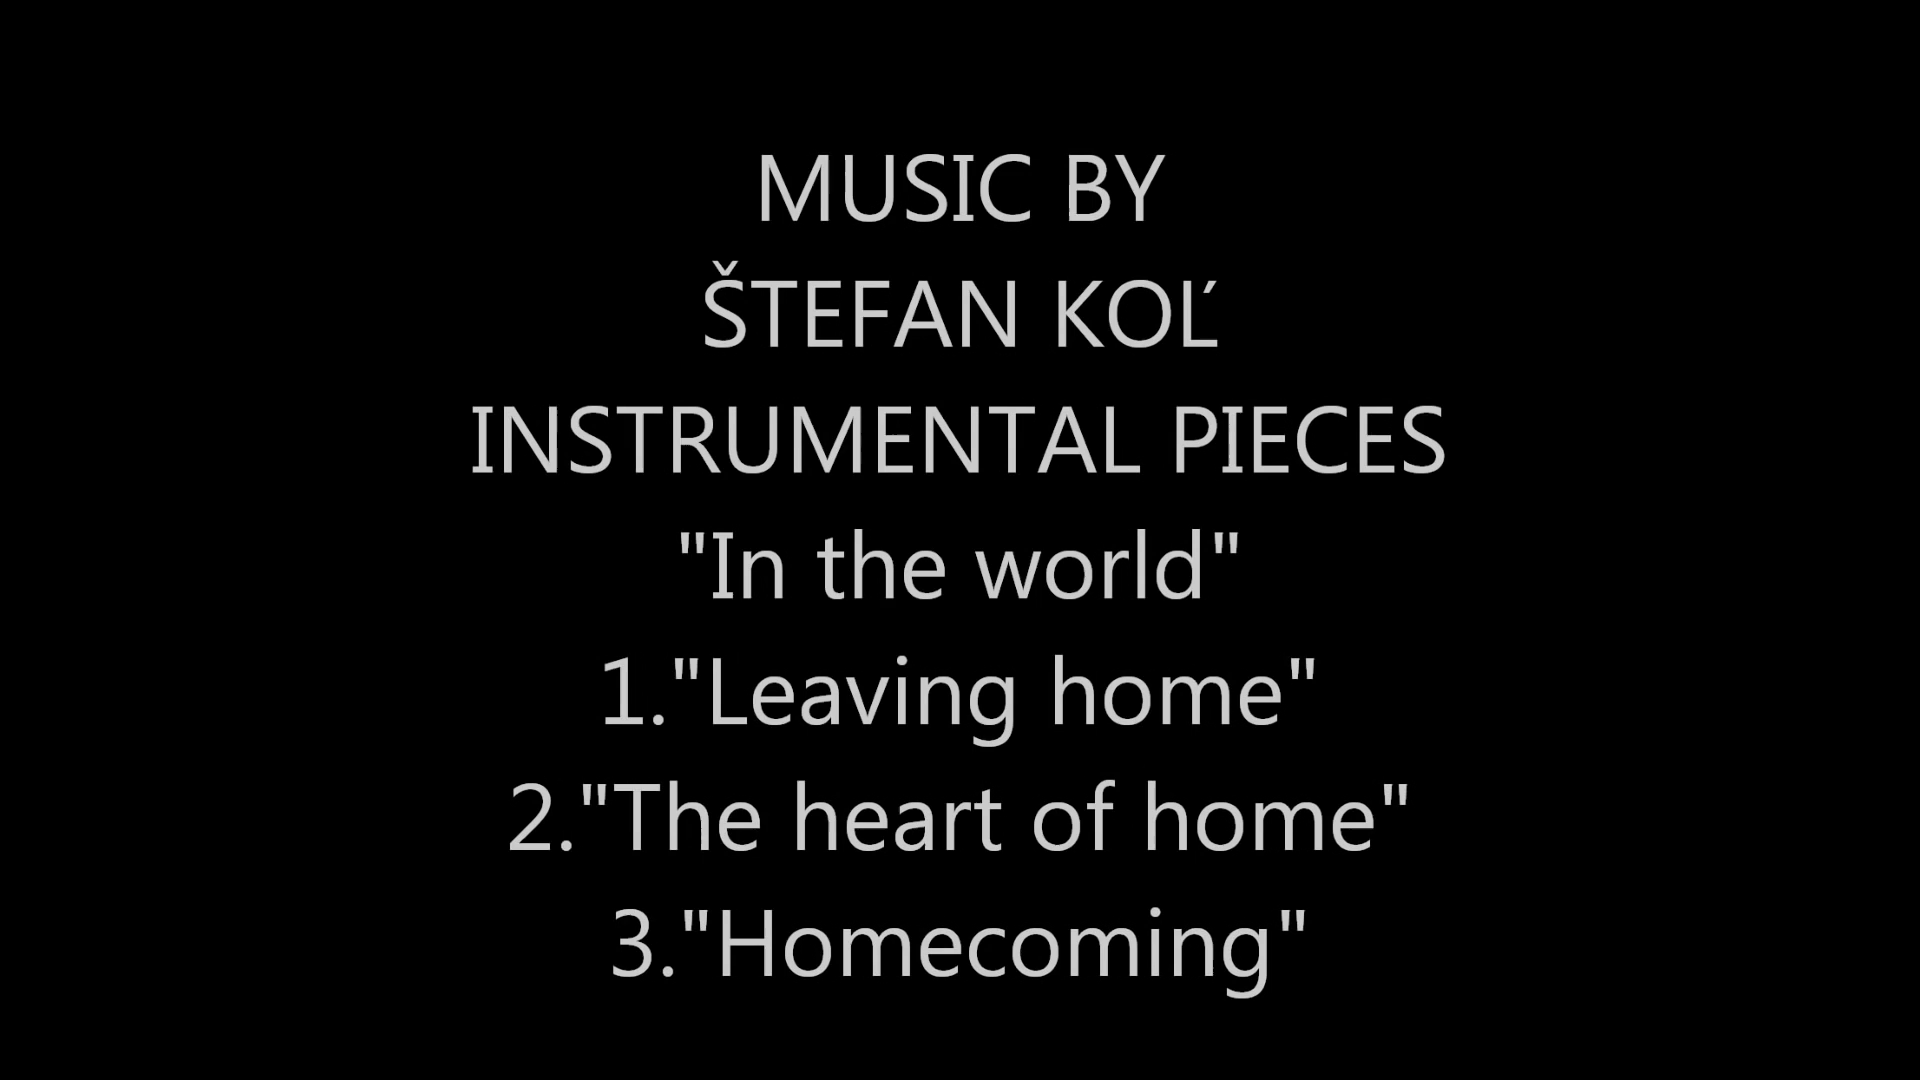 MUSIC BY
ŠTEFAN KOĽ
INSTRUMENTAL PIECES
"In the world"
1."Leaving home"
2."The heart of home"
3."Homecoming"